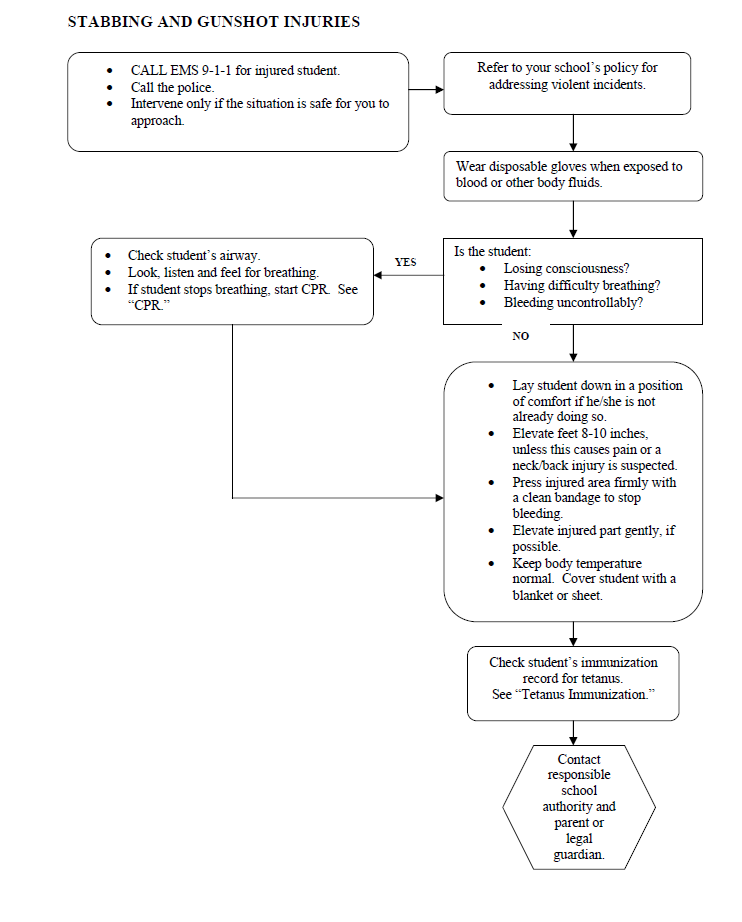 STABBING AND GUNSHOT INJURIES
• CALL EMS 9-1-1 for injured student.
• Call the police.
• Intervene only if the situation is safe for you to
approach.
Refer to your school's policy for
addressing violent incidents.
Wear disposable gloves when exposed to
blood or other body fluids.
Is the student:
• Losing consciousness?
• Having difficulty breathing?
• Bleeding uncontrollably?
YES
• Check student's airway.
• Look, listen and feel for breathing.
• If student stops breathing, start CPR. See
"CPR."
NO
• Lay student down in a position
of comfort if he/she is not
already doing so.
• Elevate feet 8-10 inches,
unless this causes pain or a
neck/back injury is suspected.
• Press injured area firmly with
a clean bandage to stop
bleeding.
• Elevate injured part gently, if
possible.
• Keep body temperature
normal. Cover student with a
blanket or sheet.
Check student's immunization
record for tetanus.
See "Tetanus Immunization."
Contact
responsible
school
authority and
parent or
legal
guardian.